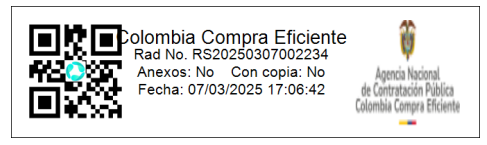 Colombia Compra Eficiente
Rad No. RS20250307002234
Anexos: No Con copia: No
Fecha: 07/03/2025 17:06:42
Agencia Nacional
de Contratación Pública
Colombia Compra Eficiente